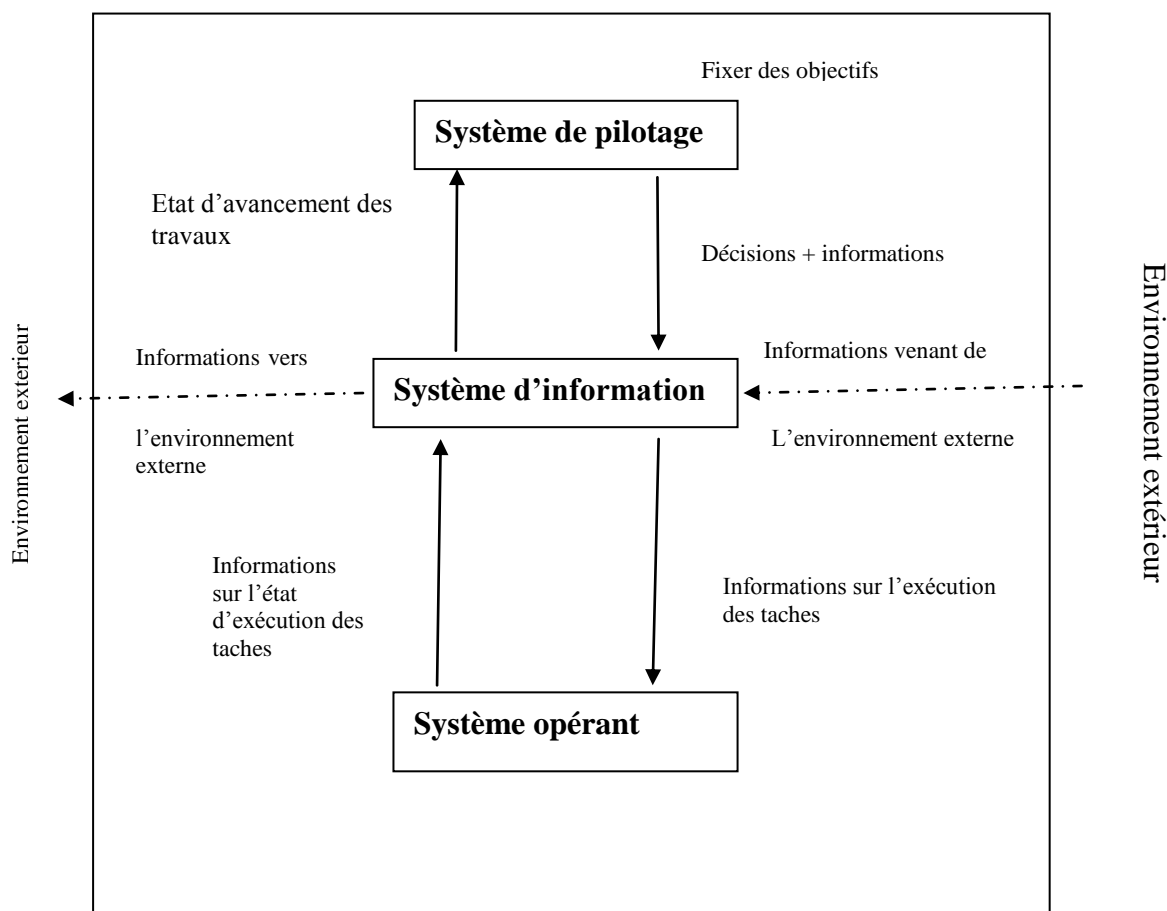 Fixer des objectifs
Système de pilotage
Etat d’avancement des
travaux
Décisions + informations
Environnement exterieur
Informations vers
l’environnement
externe
Système d’information
Informations venant de
L’environnement externe
Environnement extérieur
Informations
sur l’état
d’exécution des
taches
Informations sur l’exécution
des taches
Système opérant